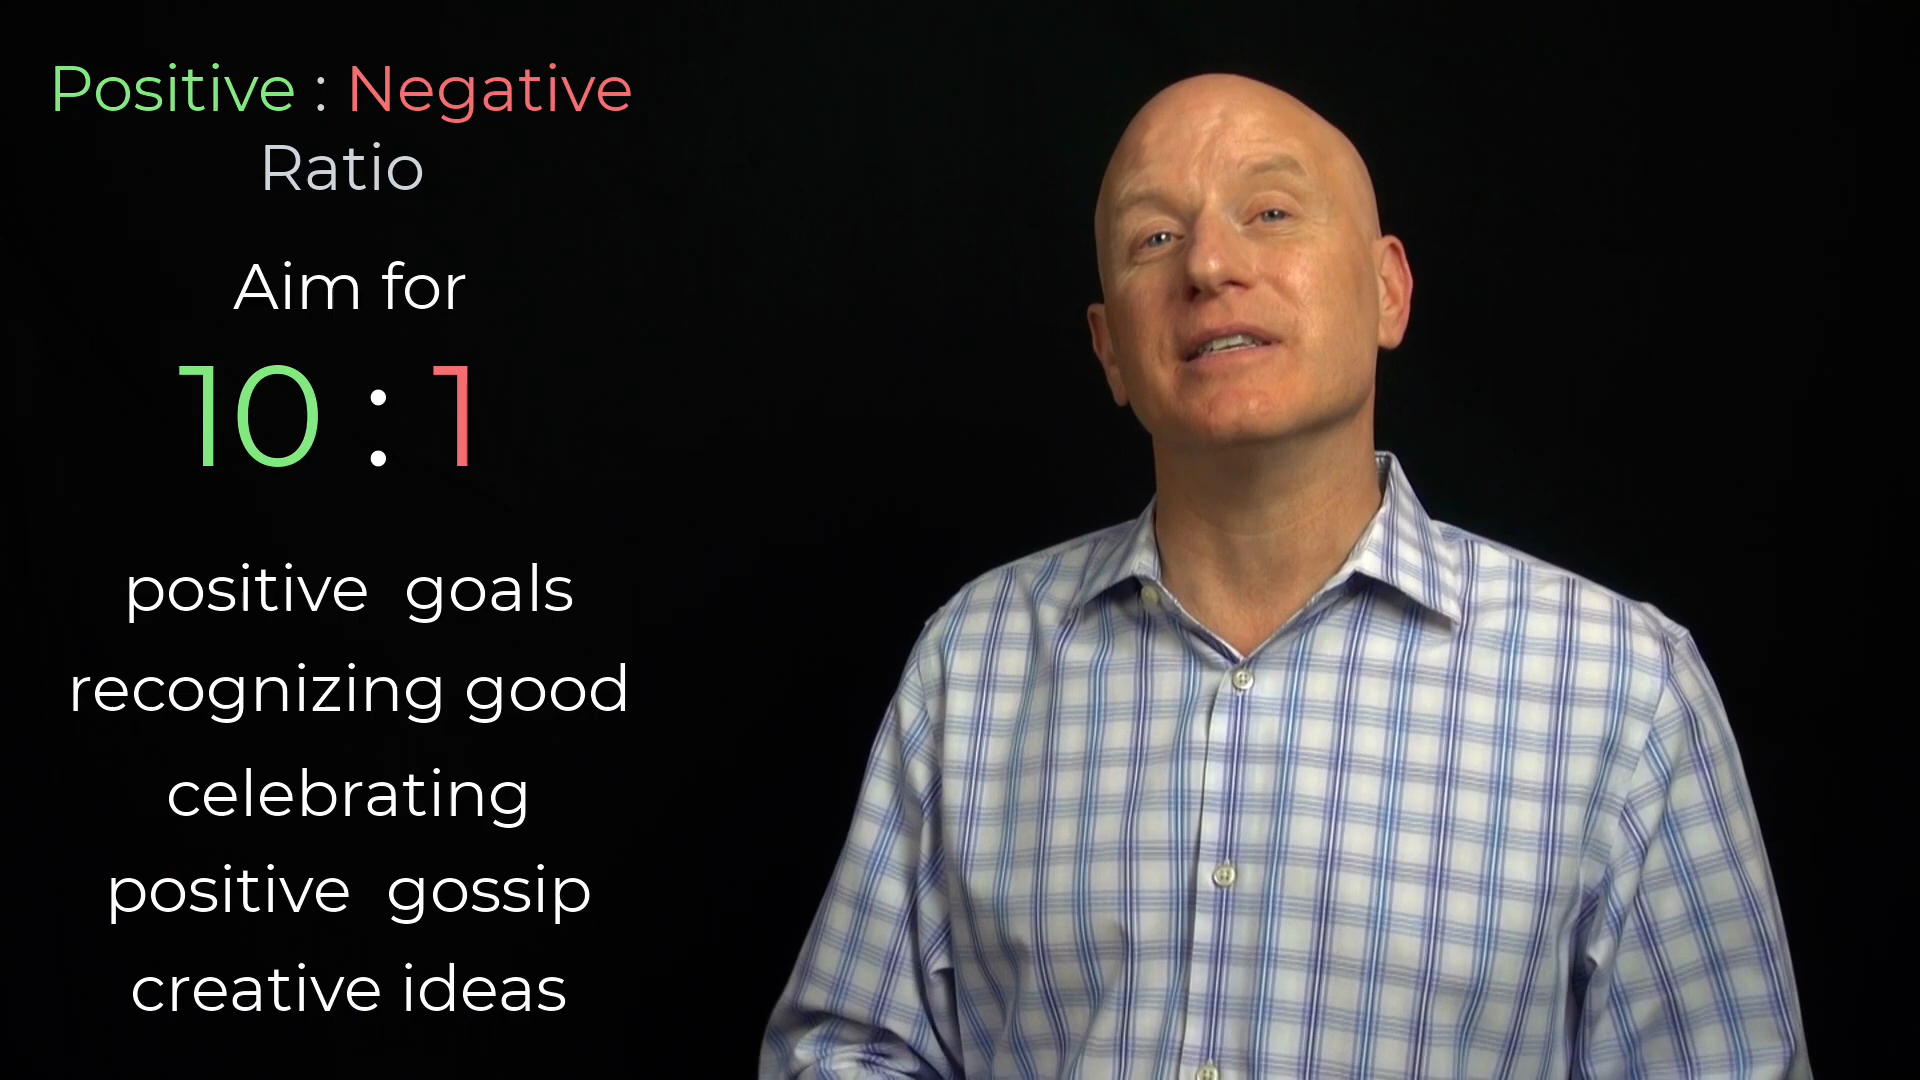 Positive : Negative
Ratio
Aim for
10 : 1
positive goals
recognizing good
celebrating
positive gossip
creative ideas